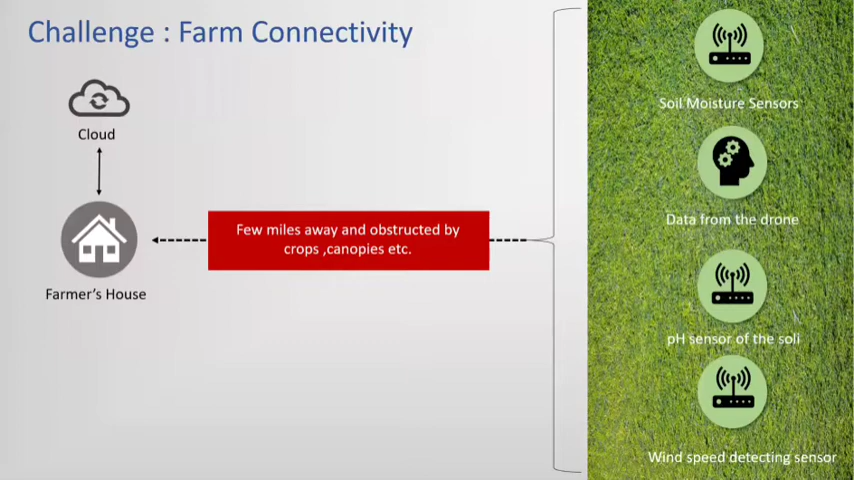 Challenge : Farm Connectivity
Cloud
Farmer's House
Few miles away and obstructed by
crops ,canopies etc.
Soil Moisture Sensors
Data from the drone
pH sensor of the soli
Wind speed detecting sensor